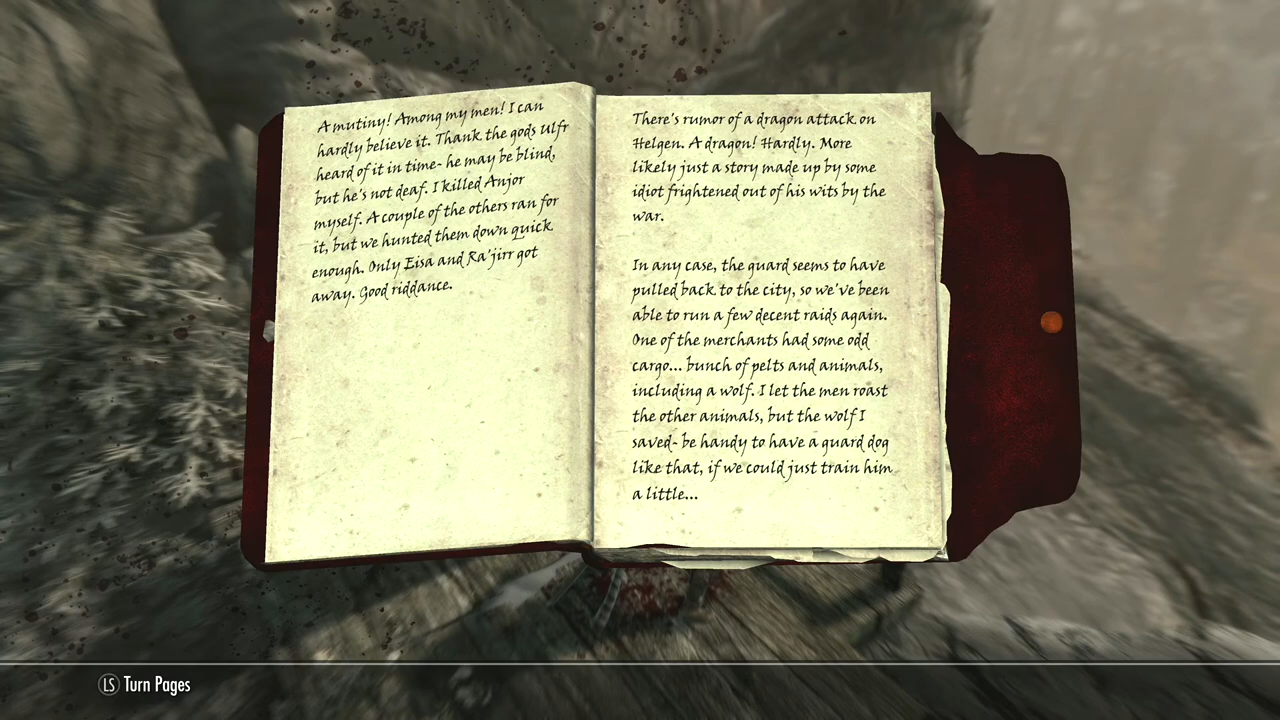 A mutiny! Among my men! I can
hardly believe it. Thank the gods Ulfr
heard of it in time- he may be blind,
but he's not deaf. I killed Anjor
myself. A couple of the others ran for
it, but we hunted them down quick
enough. Only Eisa and Ra'jirr got
away. Good riddance.
There's rumor of a dragon attack on
Helgen. A dragon! Hardly. More
likely just a story made up by some
idiot frightened out of his wits by the
war.
In any case, the guard seems to have
pulled back to the city, so we've been
able to run a few decent raids again.
One of the merchants had some odd
cargo... bunch of pelts and animals,
including a wolf. I let the men roast
the other animals, but the wolf I
saved- be handy to have a guard dog
like that, if we could just train him
a little...
LS Turn Pages